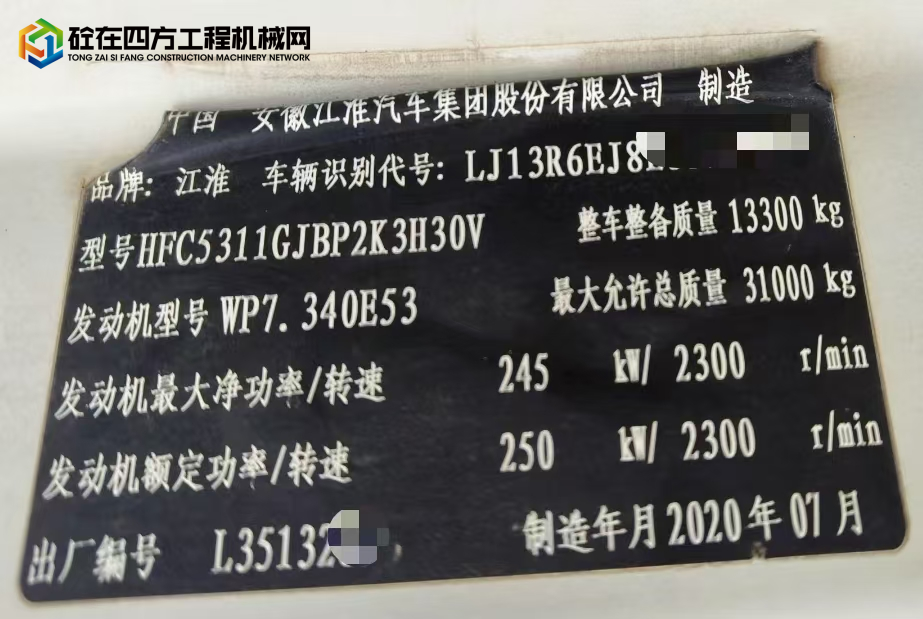 砼在四方工程机械网
TONG ZAI SI FANG CONSTRUCTION MACHINERY NETWORK
中国 安徽江淮汽车集团股份有限公司 制造
品牌: 江淮 车辆识别代号: LJ13R6EJ8
型号HFC5311GJBP2K3H30V 整车整备质量 13300 kg
发动机型号 WP7.340E53 最大允许总质量 31000 kg
发动机最大净功率/转速 245 kW/ 2300 r/min
发动机额定功率/转速 250 kW/ 2300 r/min
出厂编号 L35132 制造年月 2020年 07月